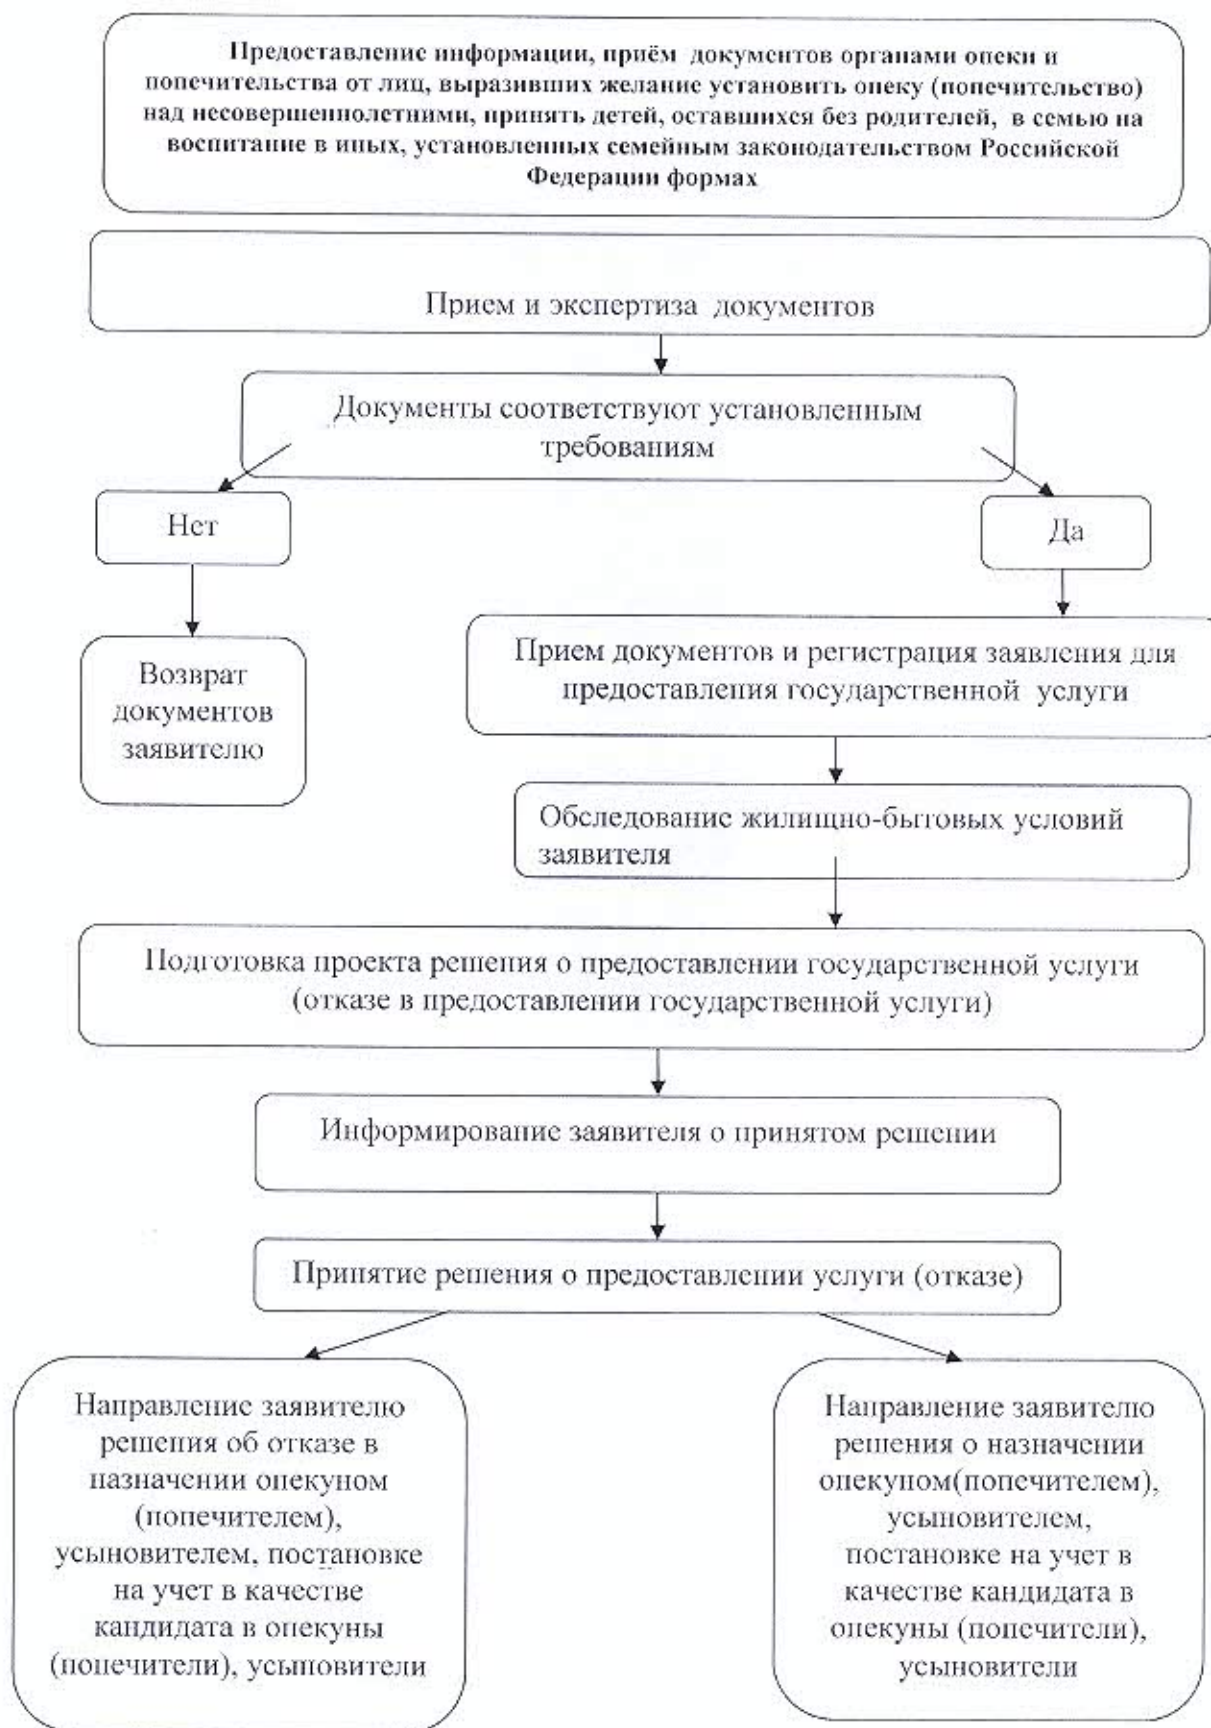 Предоставление информации, приём документов органами опеки и
попечительства от лиц, выразивших желание установить опеку (попечительство)
над несовершеннолетними, принять детей, оставшихся без родителей, в семью на
воспитание в иных, установленных семейным законодательством Российской
Федерации формах
Прием и экспертиза документов
Документы соответствуют установленным
требованиям
Нет
Да
Возврат
документов
заявителю
Прием документов и регистрация заявления для
предоставления государственной услуги
Обследование жилищно-бытовых условий
заявителя
Подготовка проекта решения о предоставлении государственной услуги
(отказе в предоставлении государственной услуги)
Информирование заявителя о принятом решении
Принятие решения о предоставлении услуги (отказе)
Направление заявителю
решения об отказе в
назначении опекуном
(попечителем),
усыновителем, постановке
на учет в качестве
кандидата в опекуны
(попечители), усыновители
Направление заявителю
решения о назначении
опекуном(попечителем),
усыновителем,
постановке на учет в
качестве кандидата в
опекуны (попечители),
усыновители